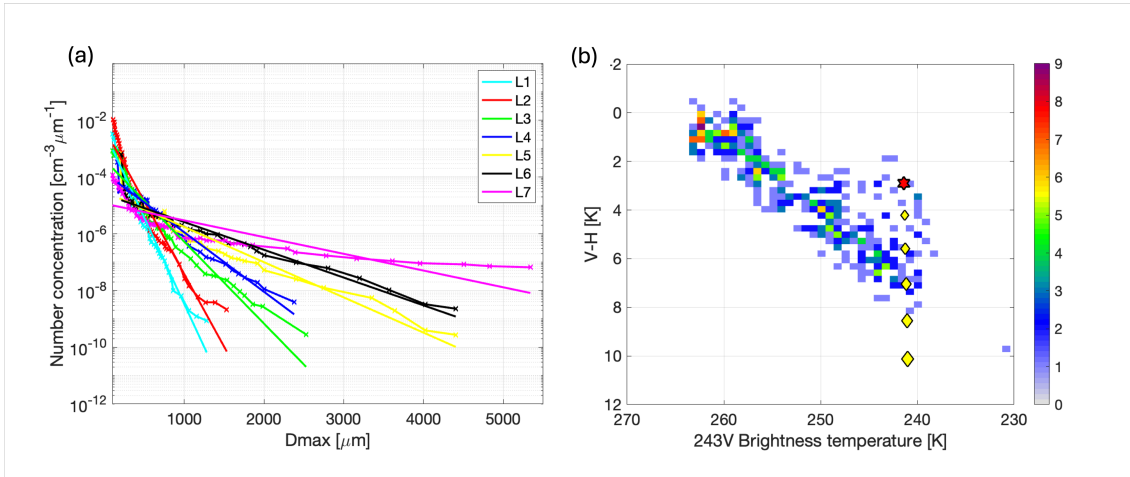 (a)
Number concentration [cm⁻³ μm⁻¹]
10⁻²
10⁻⁴
10⁻⁶
10⁻⁸
10⁻¹⁰
10⁻¹²
1000 2000 3000 4000 5000
Dmax [μm]
L1
L2
L3
L4
L5
L6
L7
(b)
V-H [K]
-2
0
2
4
6
8
10
12
270 260 250 240 230
243V Brightness temperature [K]
9
8
7
6
5
4
3
2
1
0